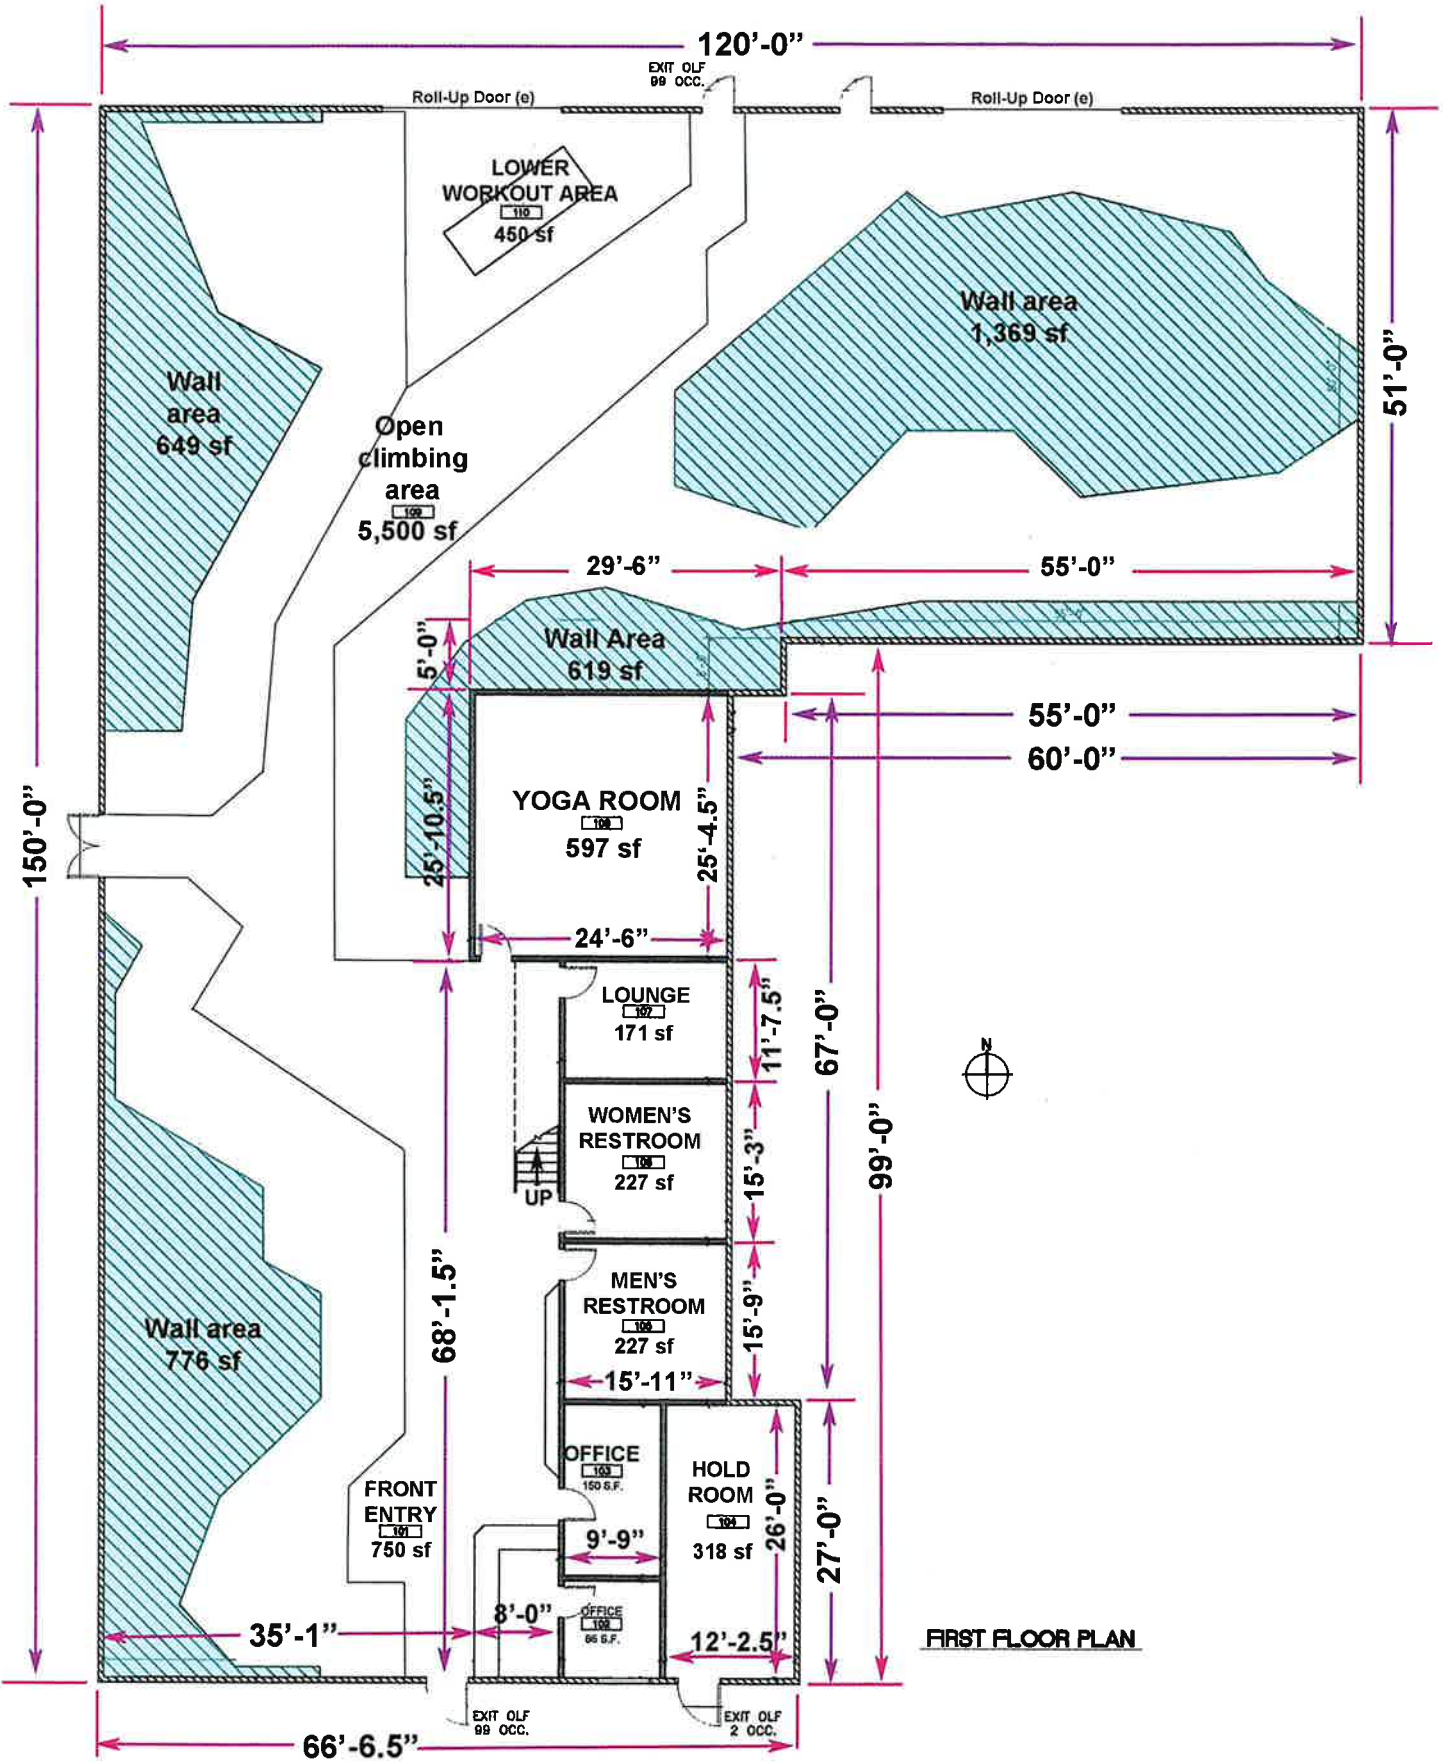 120’-0”
EXIT OLF
99 OCC.
Roll-Up Door (e)
Roll-Up Door (e)
LOWER
WORKOUT AREA
110
450 sf
Wall area
1,369 sf
51’-0”
Wall
area
649 sf
Open
climbing
area
109
5,500 sf
29’-6”
55’-0”
5’-0”
Wall Area
619 sf
55’-0”
60’-0”
150’-0”
25’-10.5”
YOGA ROOM
108
597 sf
25’-4.5”
24’-6”
LOUNGE
107
171 sf
11’-7.5”
67’-0”
N
WOMEN’S
RESTROOM
106
227 sf
15’-3”
99’-0”
UP
68’-1.5”
MEN’S
RESTROOM
105
227 sf
15’-9”
Wall area
776 sf
15’-11”
OFFICE
103
150 S.F.
HOLD
ROOM
104
318 sf
26’-0”
27’-0”
FRONT
ENTRY
101
750 sf
9’-9”
8’-0”
OFFICE
102
35’-1”
12’-2.5”
FIRST FLOOR PLAN
EXIT OLF
99 OCC.
EXIT OLF
2 OCC.
66’-6.5”